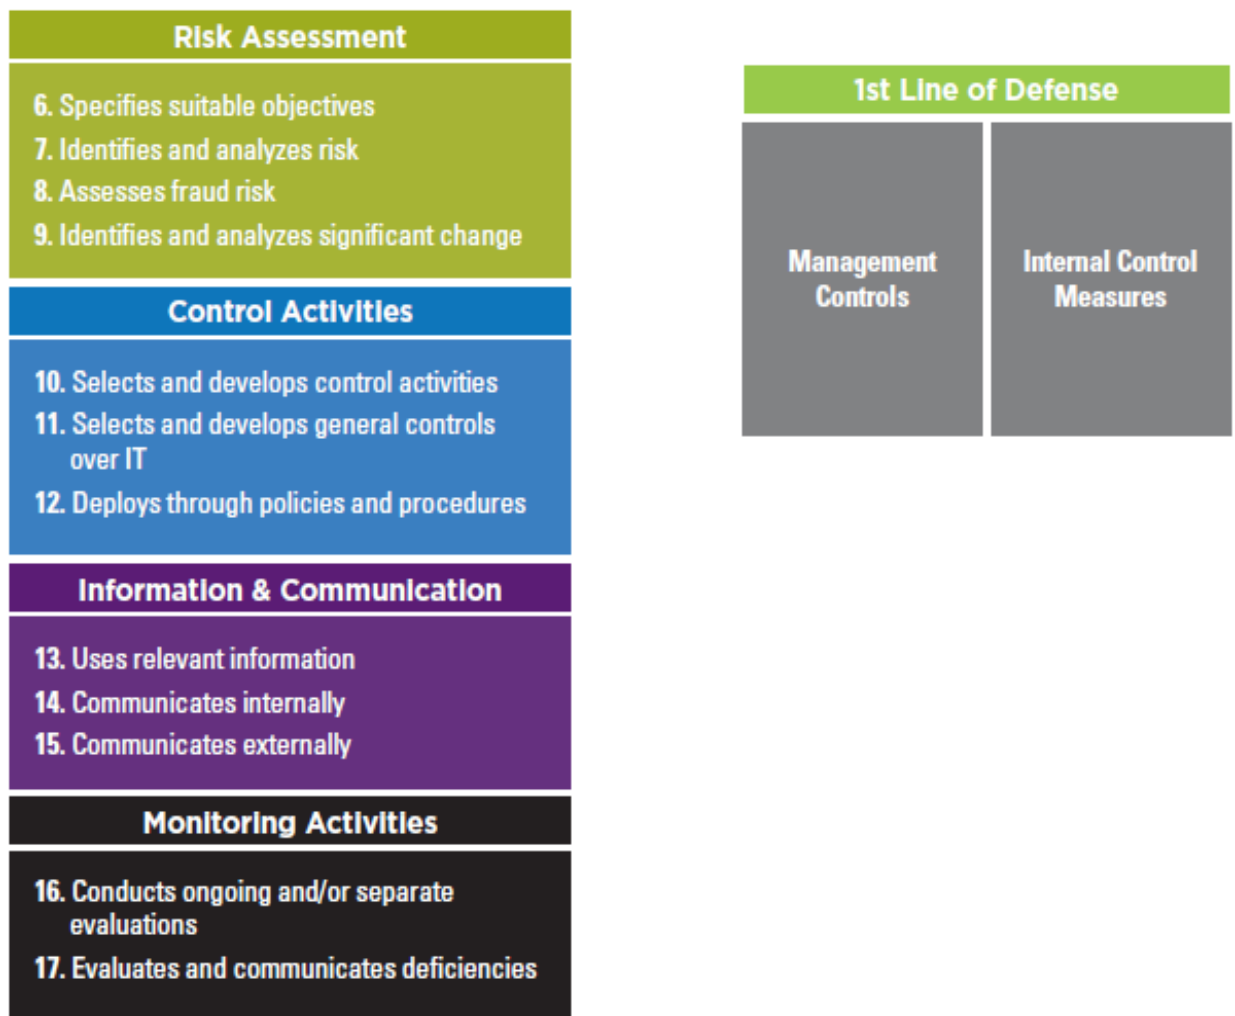 Risk Assessment
6. Specifies suitable objectives
7. Identifies and analyzes risk
8. Assesses fraud risk
9. Identifies and analyzes significant change
Control Activities
10. Selects and develops control activities
11. Selects and develops general controls
over IT
12. Deploys through policies and procedures
Information & Communication
13. Uses relevant information
14. Communicates internally
15. Communicates externally
Monitoring Activities
16. Conducts ongoing and/or separate
evaluations
17. Evaluates and communicates deficiencies
1st Line of Defense
Management
Controls
Internal Control
Measures